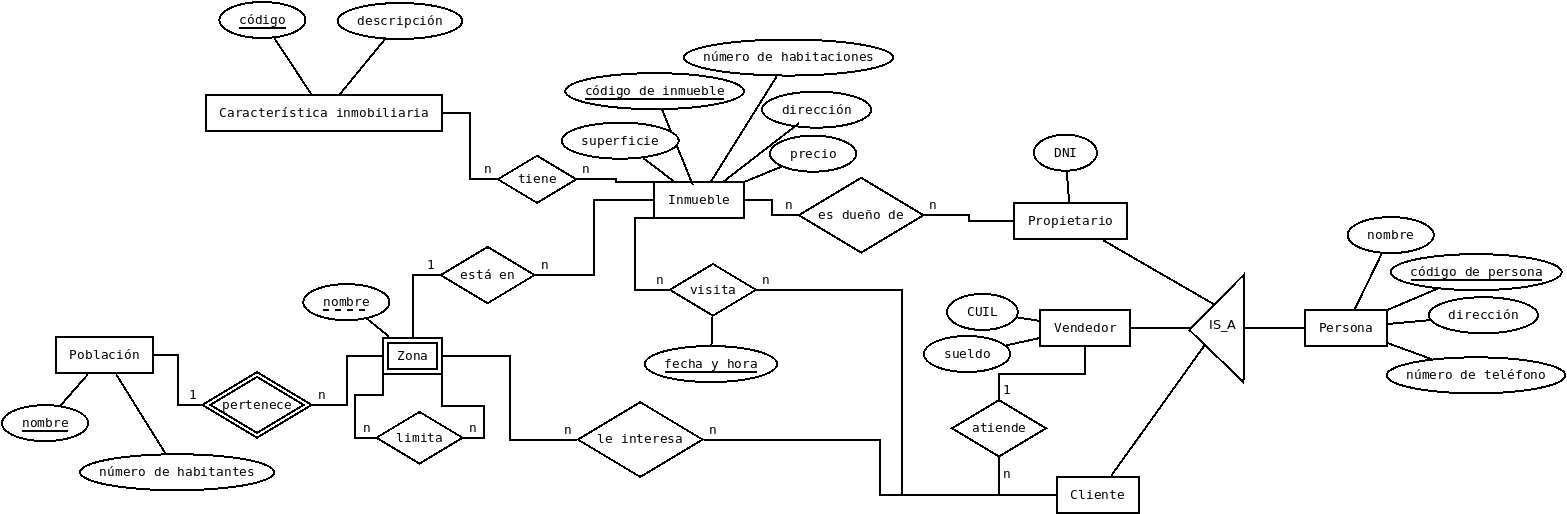 código
descripción
número de habitaciones
código de inmueble
Característica inmobiliaria
dirección
superficie
precio
DNI
n
tiene
n
Inmueble
n
es dueño de
n
Propietario
nombre
1
está en
n
código de persona
n
visita
n
nombre
CUIL
dirección
Vendedor
IS_A
Persona
Población
Zona
sueldo
fecha y hora
número de teléfono
1
pertenece
n
1
nombre
n
limita
n
n
le interesa
n
atiende
número de habitantes
n
Cliente